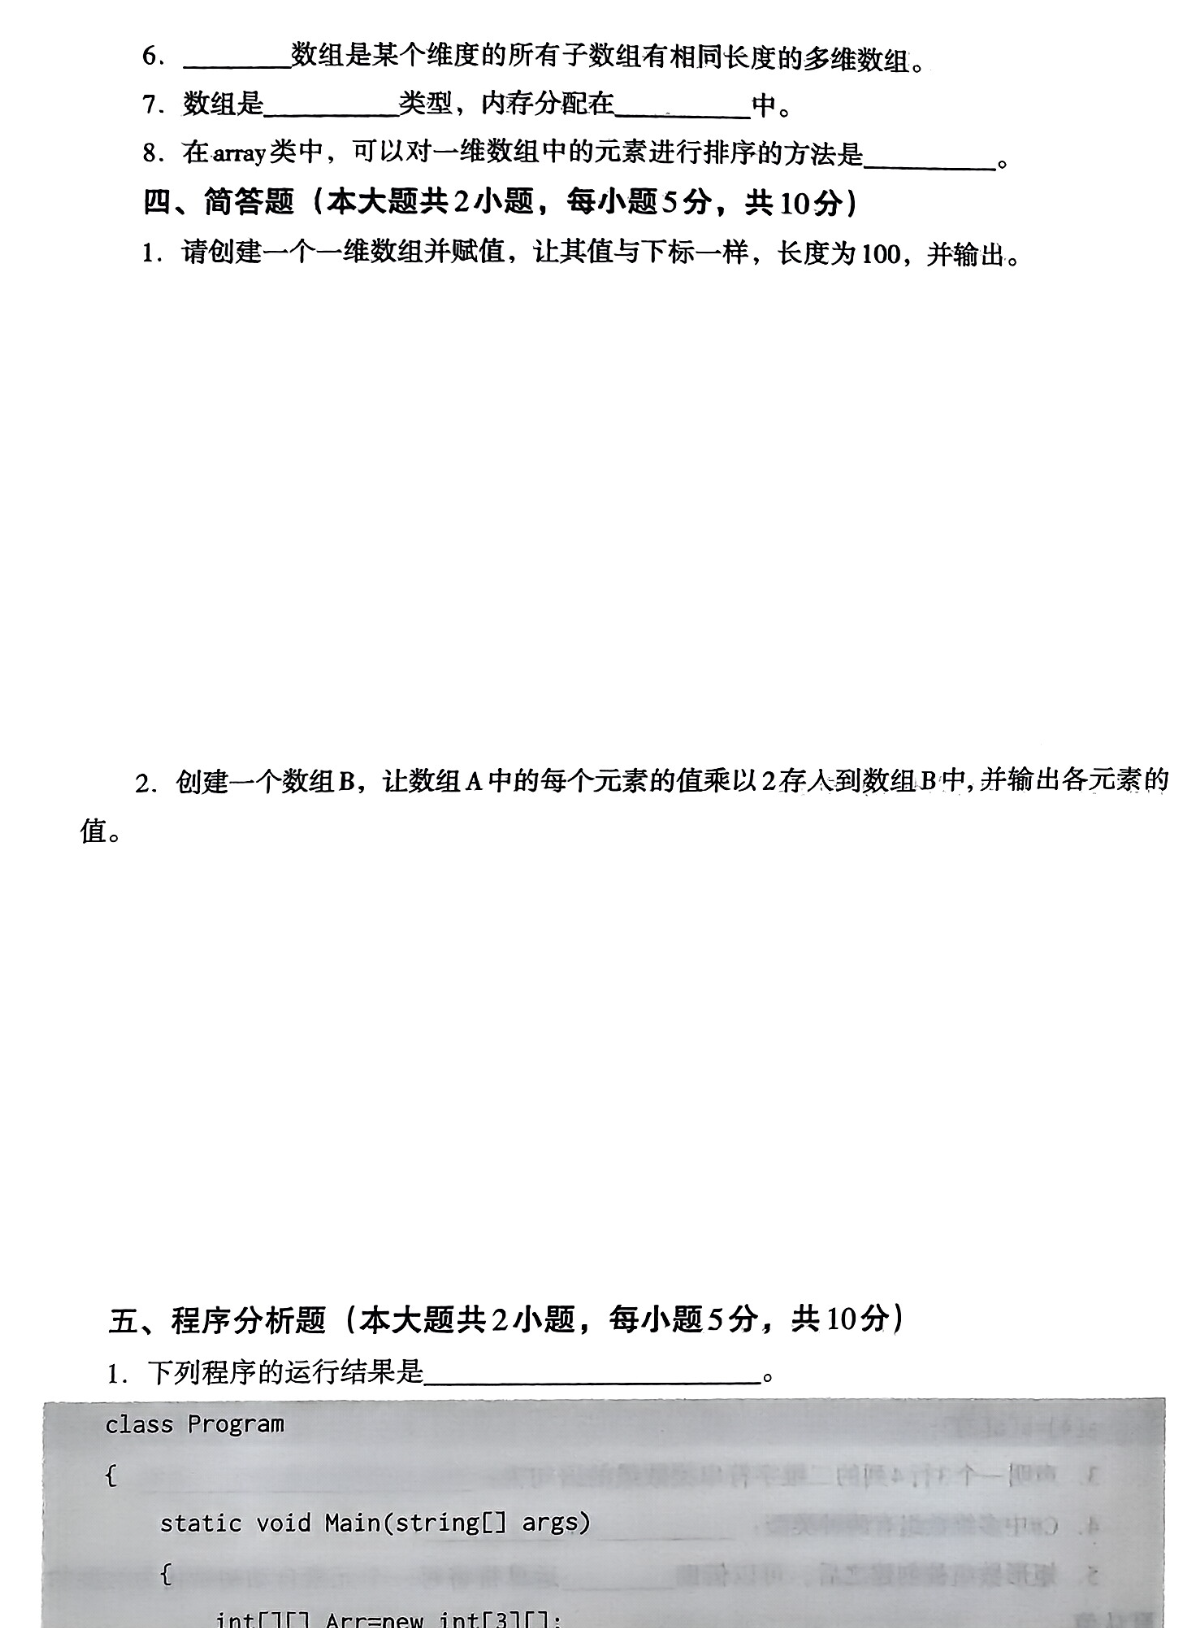 6. ________数组是某个维度的所有子数组有相同长度的多维数组。
7. 数组是__________类型，内存分配在__________中。
8. 在array类中，可以对一维数组中的元素进行排序的方法是__________。
四、简答题（本大题共2小题，每小题5分，共10分）
1. 请创建一个一维数组并赋值，让其值与下标一样，长度为100，并输出。
2. 创建一个数组B，让数组A中的每个元素的值乘以2存入到数组B中，并输出各元素的
值。
五、程序分析题（本大题共2小题，每小题5分，共10分）
1. 下列程序的运行结果是_________________________。
class Program
{
static void Main(string[] args)
{
int[][] Arr=new int[3][];